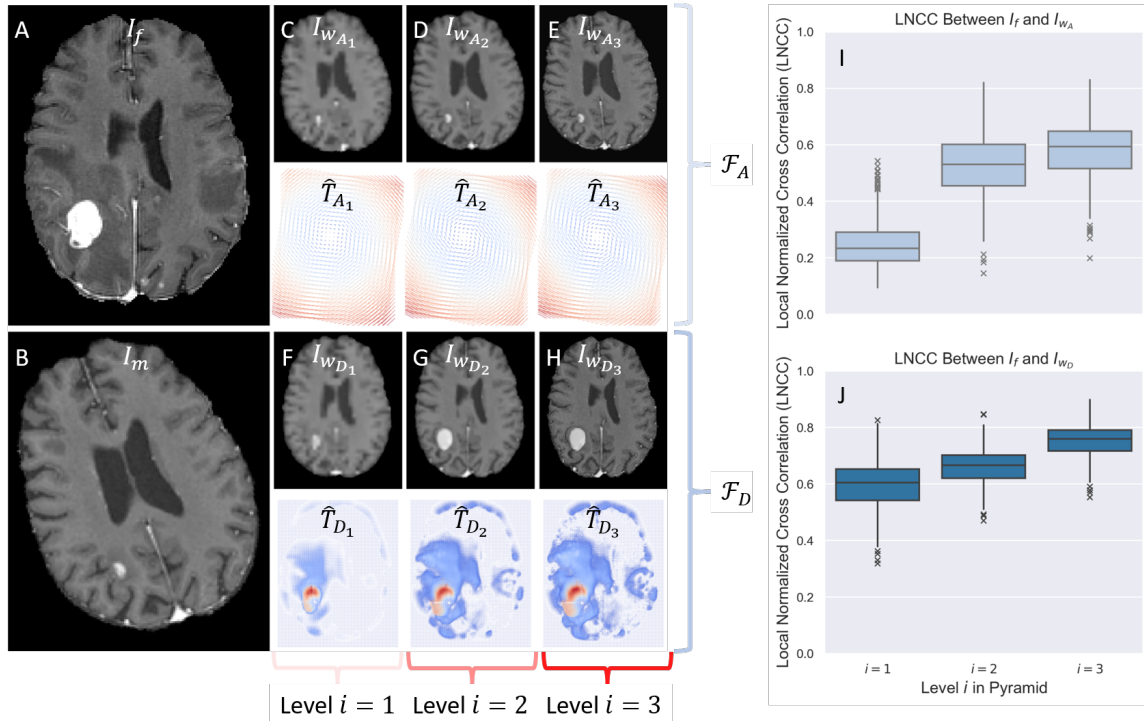 A
I_f
C
I_{w_{A_1}}
D
I_{w_{A_2}}
E
I_{w_{A_3}}
T̂_{A_1}
T̂_{A_2}
T̂_{A_3}
ℱ_A
B
I_m
F
I_{w_{D_1}}
G
I_{w_{D_2}}
H
I_{w_{D_3}}
T̂_{D_1}
T̂_{D_2}
T̂_{D_3}
ℱ_D
Level i = 1
Level i = 2
Level i = 3
LNCC Between I_f and I_{w_A}
I
Local Normalized Cross Correlation (LNCC)
1.0
0.8
0.6
0.4
0.2
0.0
LNCC Between I_f and I_{w_D}
J
Local Normalized Cross Correlation (LNCC)
1.0
0.8
0.6
0.4
0.2
0.0
i = 1
i = 2
i = 3
Level i in Pyramid